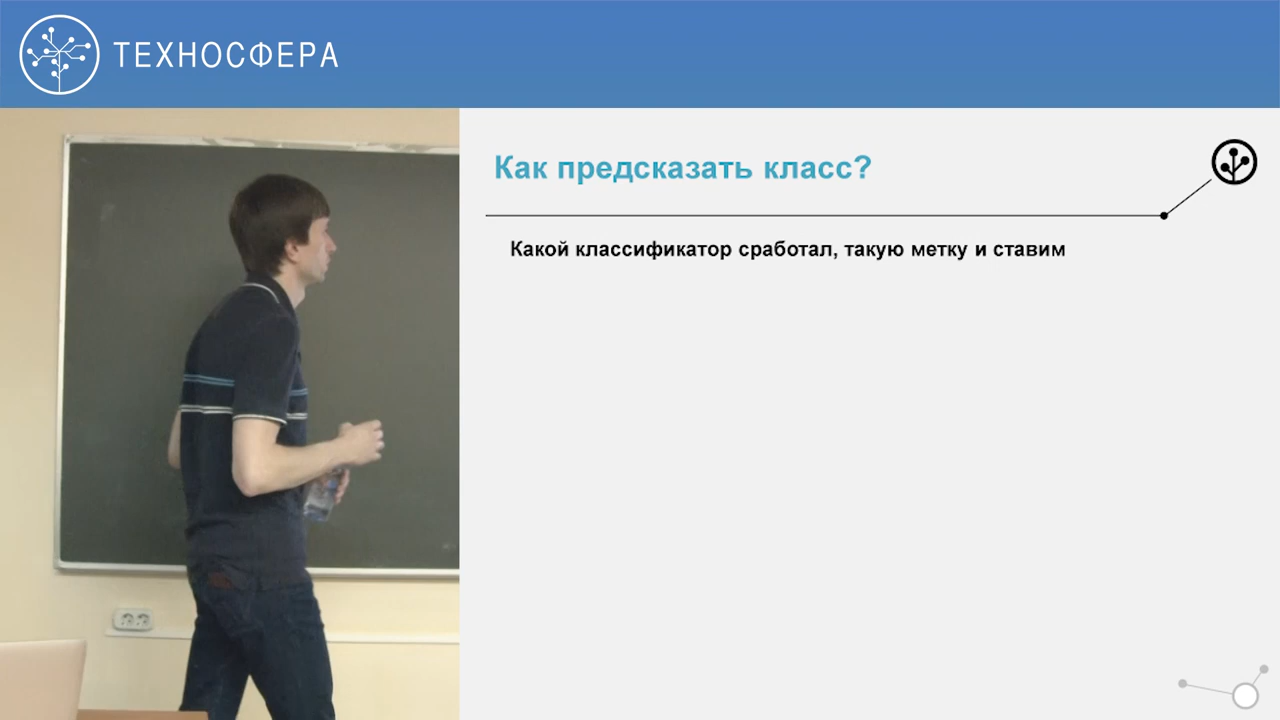 ТЕХНОСФЕРА
Как предсказать класс?
Какой классификатор сработал, такую метку и ставим